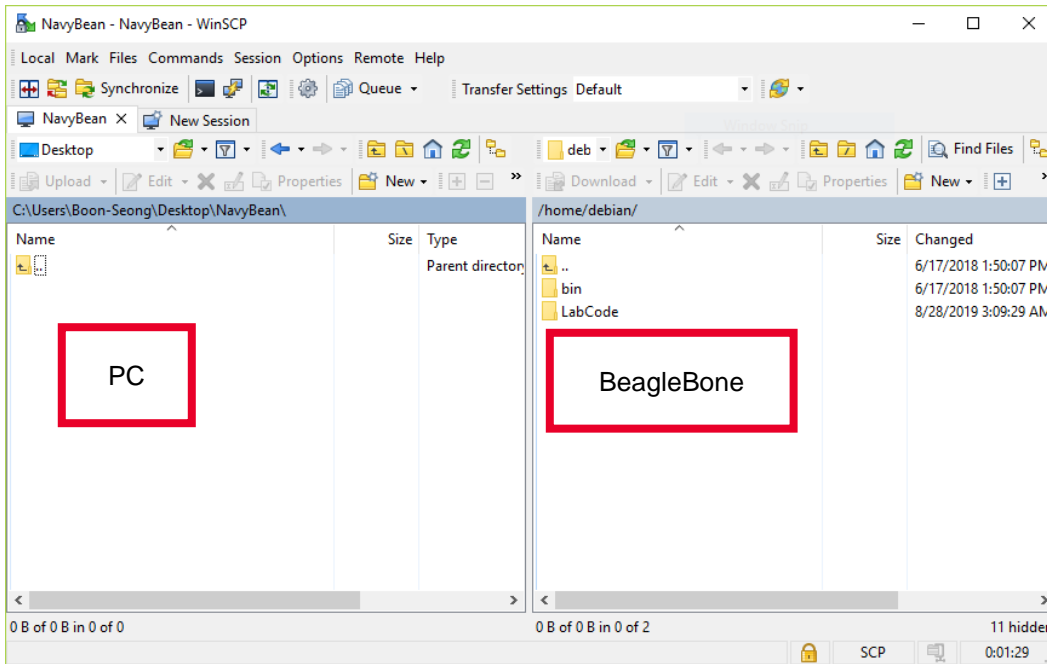 NavyBean - NavyBean - WinSCP
Local Mark Files Commands Session Options Remote Help
Synchronize Queue Transfer Settings Default
NavyBean New Session
Desktop deb Find Files
Upload Edit Properties New Download Edit Properties New
C:\Users\Boon-Seong\Desktop\NavyBean\ /home/debian/
Name Size Type Name Size Changed
.. Parent director .. 6/17/2018 1:50:07 PM
bin 6/17/2018 1:50:07 PM
LabCode 8/28/2019 3:09:29 AM
PC BeagleBone
0 B of 0 B in 0 of 0 0 B of 0 B in 0 of 2 11 hidden
SCP 0:01:29